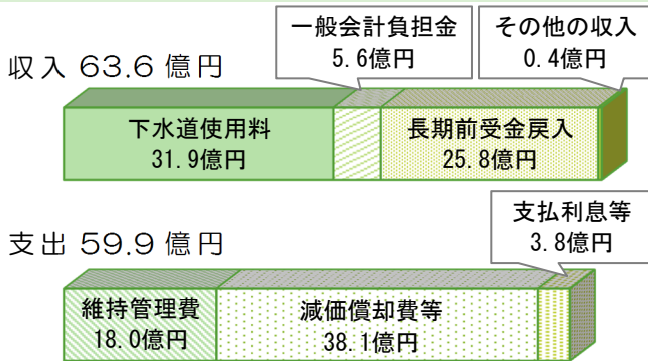 一般会計負担金
5.6億円
その他の収入
0.4億円
収入 63.6 億円
下水道使用料
31.9億円
長期前受金戻入
25.8億円
支払利息等
3.8億円
支出 59.9 億円
維持管理費
18.0億円
減価償却費等
38.1億円